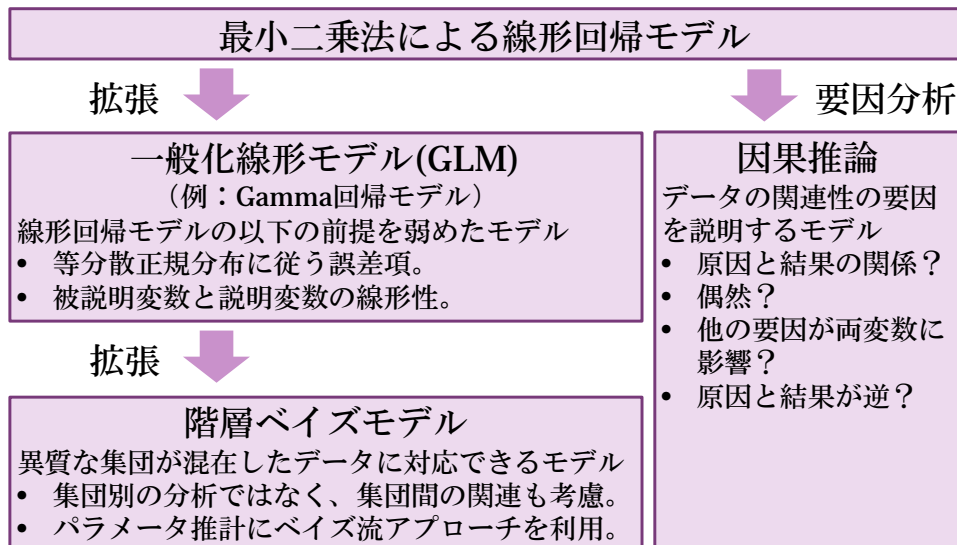 最小二乗法による線形回帰モデル
拡張
要因分析
一般化線形モデル(GLM)
（例：Gamma回帰モデル）
線形回帰モデルの以下の前提を弱めたモデル
• 等分散正規分布に従う誤差項。
• 被説明変数と説明変数の線形性。
拡張
階層ベイズモデル
異質な集団が混在したデータに対応できるモデル
• 集団別の分析ではなく、集団間の関連も考慮。
• パラメータ推計にベイズ流アプローチを利用。
因果推論
データの関連性の要因
を説明するモデル
• 原因と結果の関係？
• 偶然？
• 他の要因が両変数に
影響？
• 原因と結果が逆？